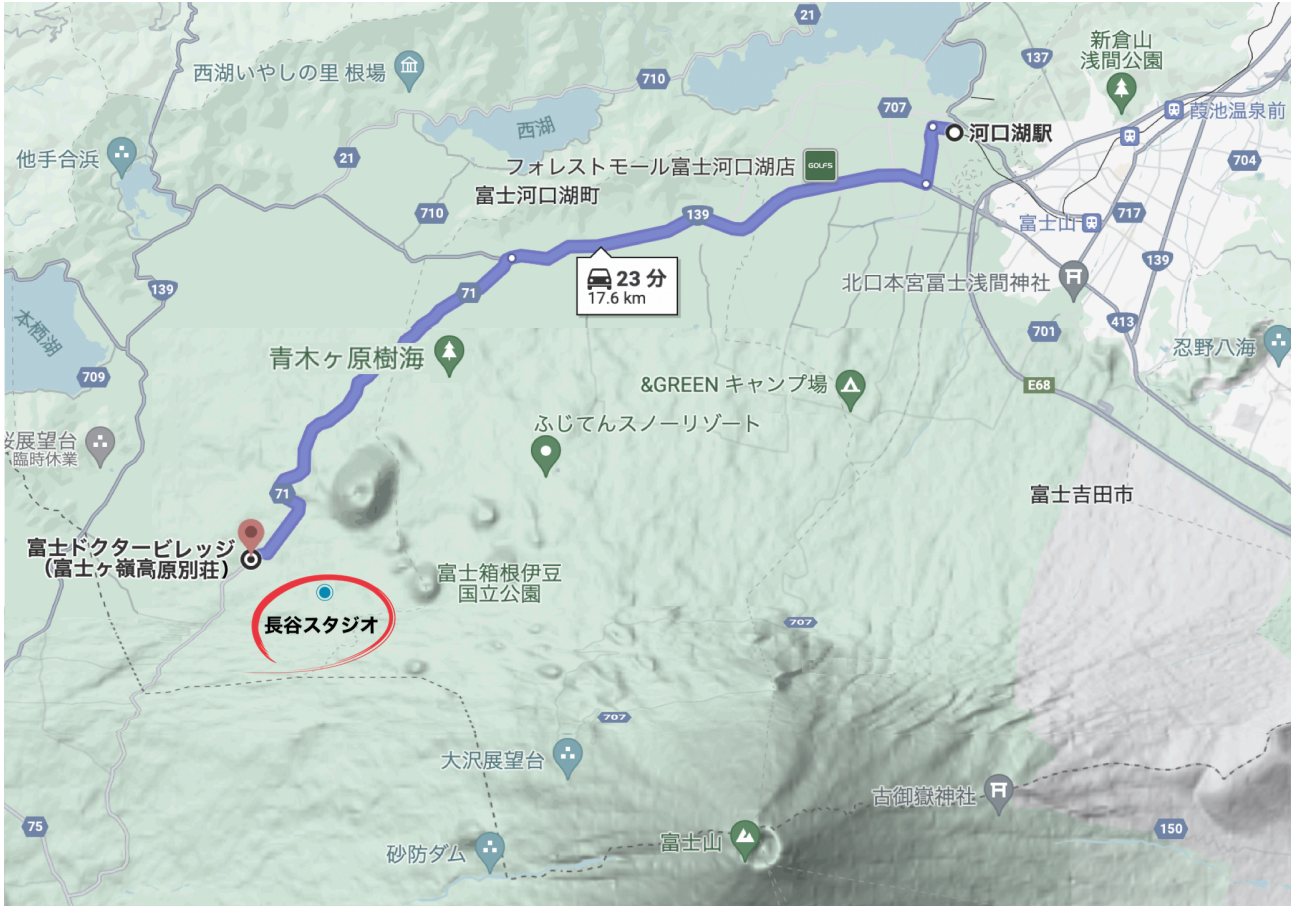 21
137
新倉山
浅間公園
西湖いやしの里 根場
710
707
葭池温泉前
西湖
河口湖駅
他手合浜
21
フォレストモール富士河口湖店
GOLF5
704
富士河口湖町
710
139
富士山
717
139
139
23 分
17.6 km
北口本宮冨士浅間神社
71
本栖湖
413
701
忍野八海
青木ヶ原樹海
709
&GREEN キャンプ場
E68
ふじてんスノーリゾート
桜展望台
臨時休業
71
富士吉田市
富士ドクタービレッジ
(富士ヶ嶺高原別荘)
富士箱根伊豆
国立公園
長谷スタジオ
707
707
大沢展望台
古御嶽神社
75
富士山
150
砂防ダム